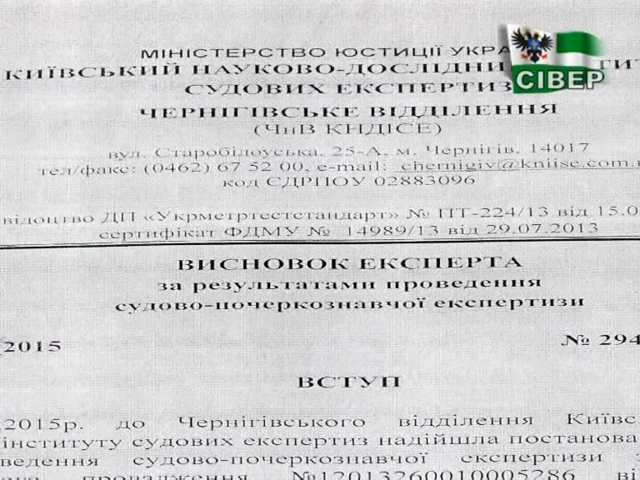 МІНІСТЕРСТВО ЮСТИЦІЇ УКРА
СІВЕР
КИЇВСЬКИЙ НАУКОВО-ДОСЛІДНИ
СУДОВИХ ЕКСПЕРТИЗ
ЧЕРНІГІВСЬКЕ ВІДДІЛЕННЯ
(ЧнВ КНДІСЕ)
вул. Старобілоуська, 25-А, м. Чернігів, 14017
тел/факс: (0462) 67 52 00, e-mail: chernigiv@kniise.com.u
код ЄДРПОУ 02883096
відоцтво ДП «Укрметртестстандарт» № ПТ-224/13 від 15.0
сертифікат ФДМУ № 14989/13 від 29.07.2013
ВИСНОВОК ЕКСПЕРТА
за результатами проведення
судово-почеркознавчої експертизи
2015 № 294
ВСТУП
2015р. до Чернігівського відділення Київс
інституту судових експертиз надійшла постанова
ведення судово-почеркознавчої експертизи з
провадження №12013260010005286 ві